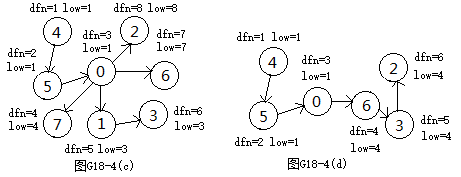 dfn=1 low=1
4
dfn=2
low=1
5
dfn=3
low=1
0
dfn=8 low=8
2
dfn=7
low=7
6
dfn=4
low=4
7
1
dfn=5 low=3
3
dfn=6
low=3
图G18-4(c)
dfn=1 low=1
4
5
dfn=2 low=1
dfn=3
low=1
0
6
dfn=4
low=4
2
dfn=6
low=4
3
dfn=5
low=4
图G18-4(d)